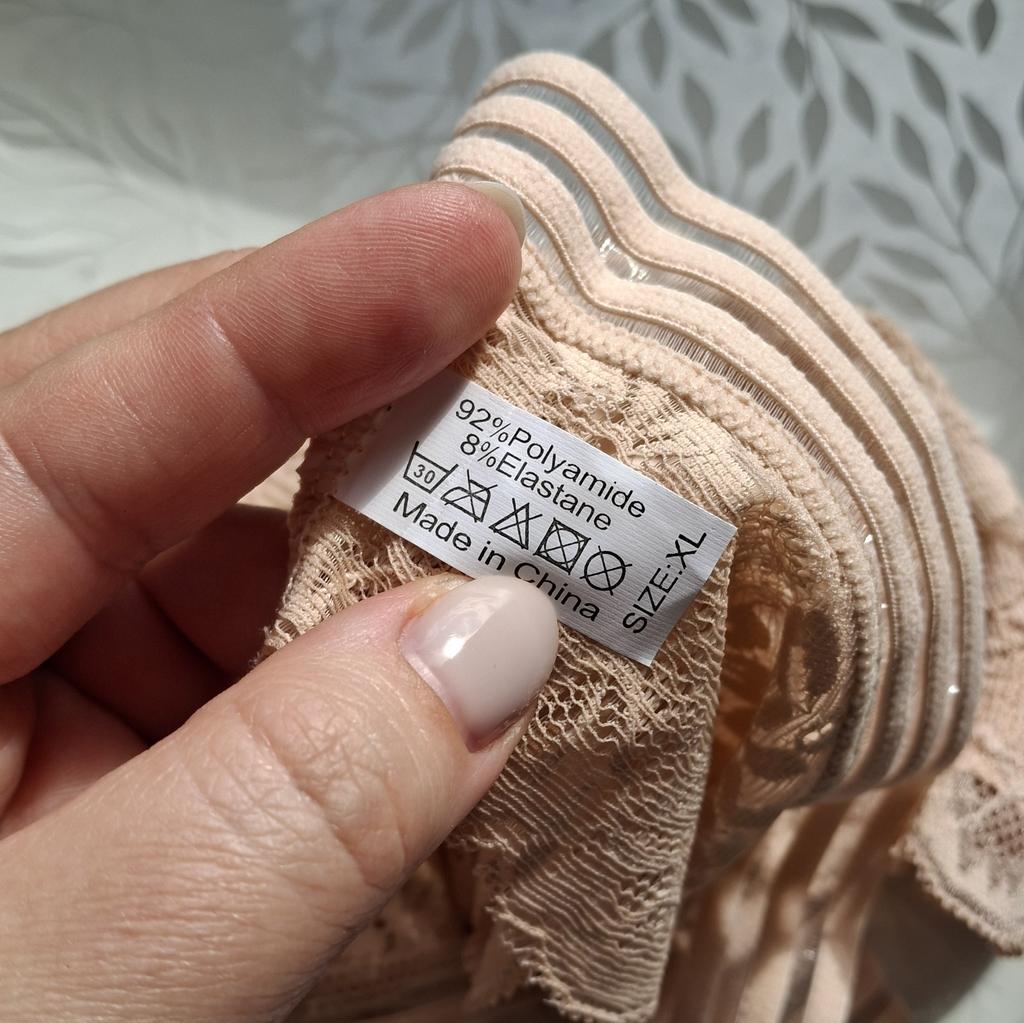 92%Polyamide
8%Elastane
30
Made in China
SIZE:XL